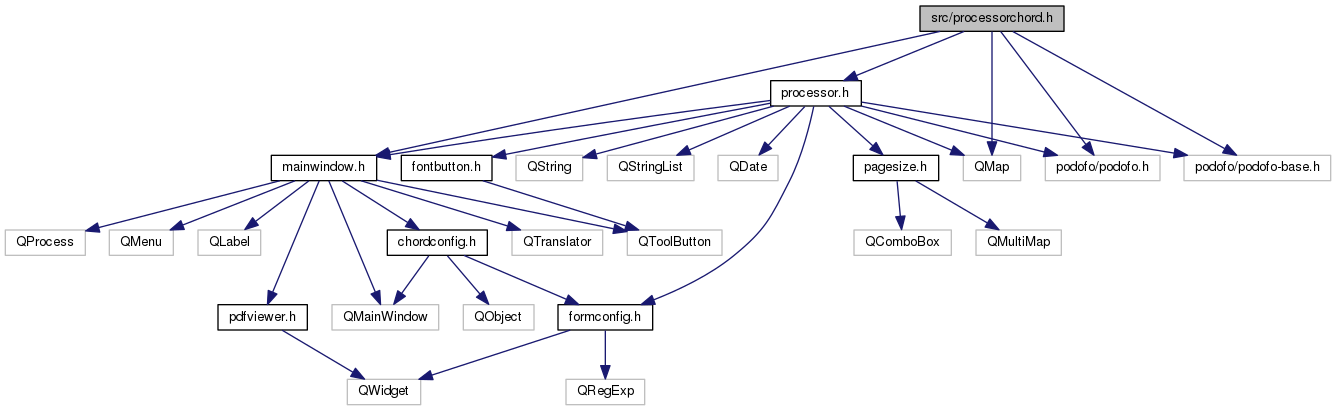 src/processorchord.h
processor.h
mainwindow.h
fontbutton.h
QString
QStringList
QDate
pagesize.h
QMap
podofo/podofo.h
podofo/podofo-base.h
QProcess
QMenu
QLabel
chordconfig.h
QTranslator
QToolButton
QComboBox
QMultiMap
pdfviewer.h
QMainWindow
QObject
formconfig.h
QWidget
QRegExp